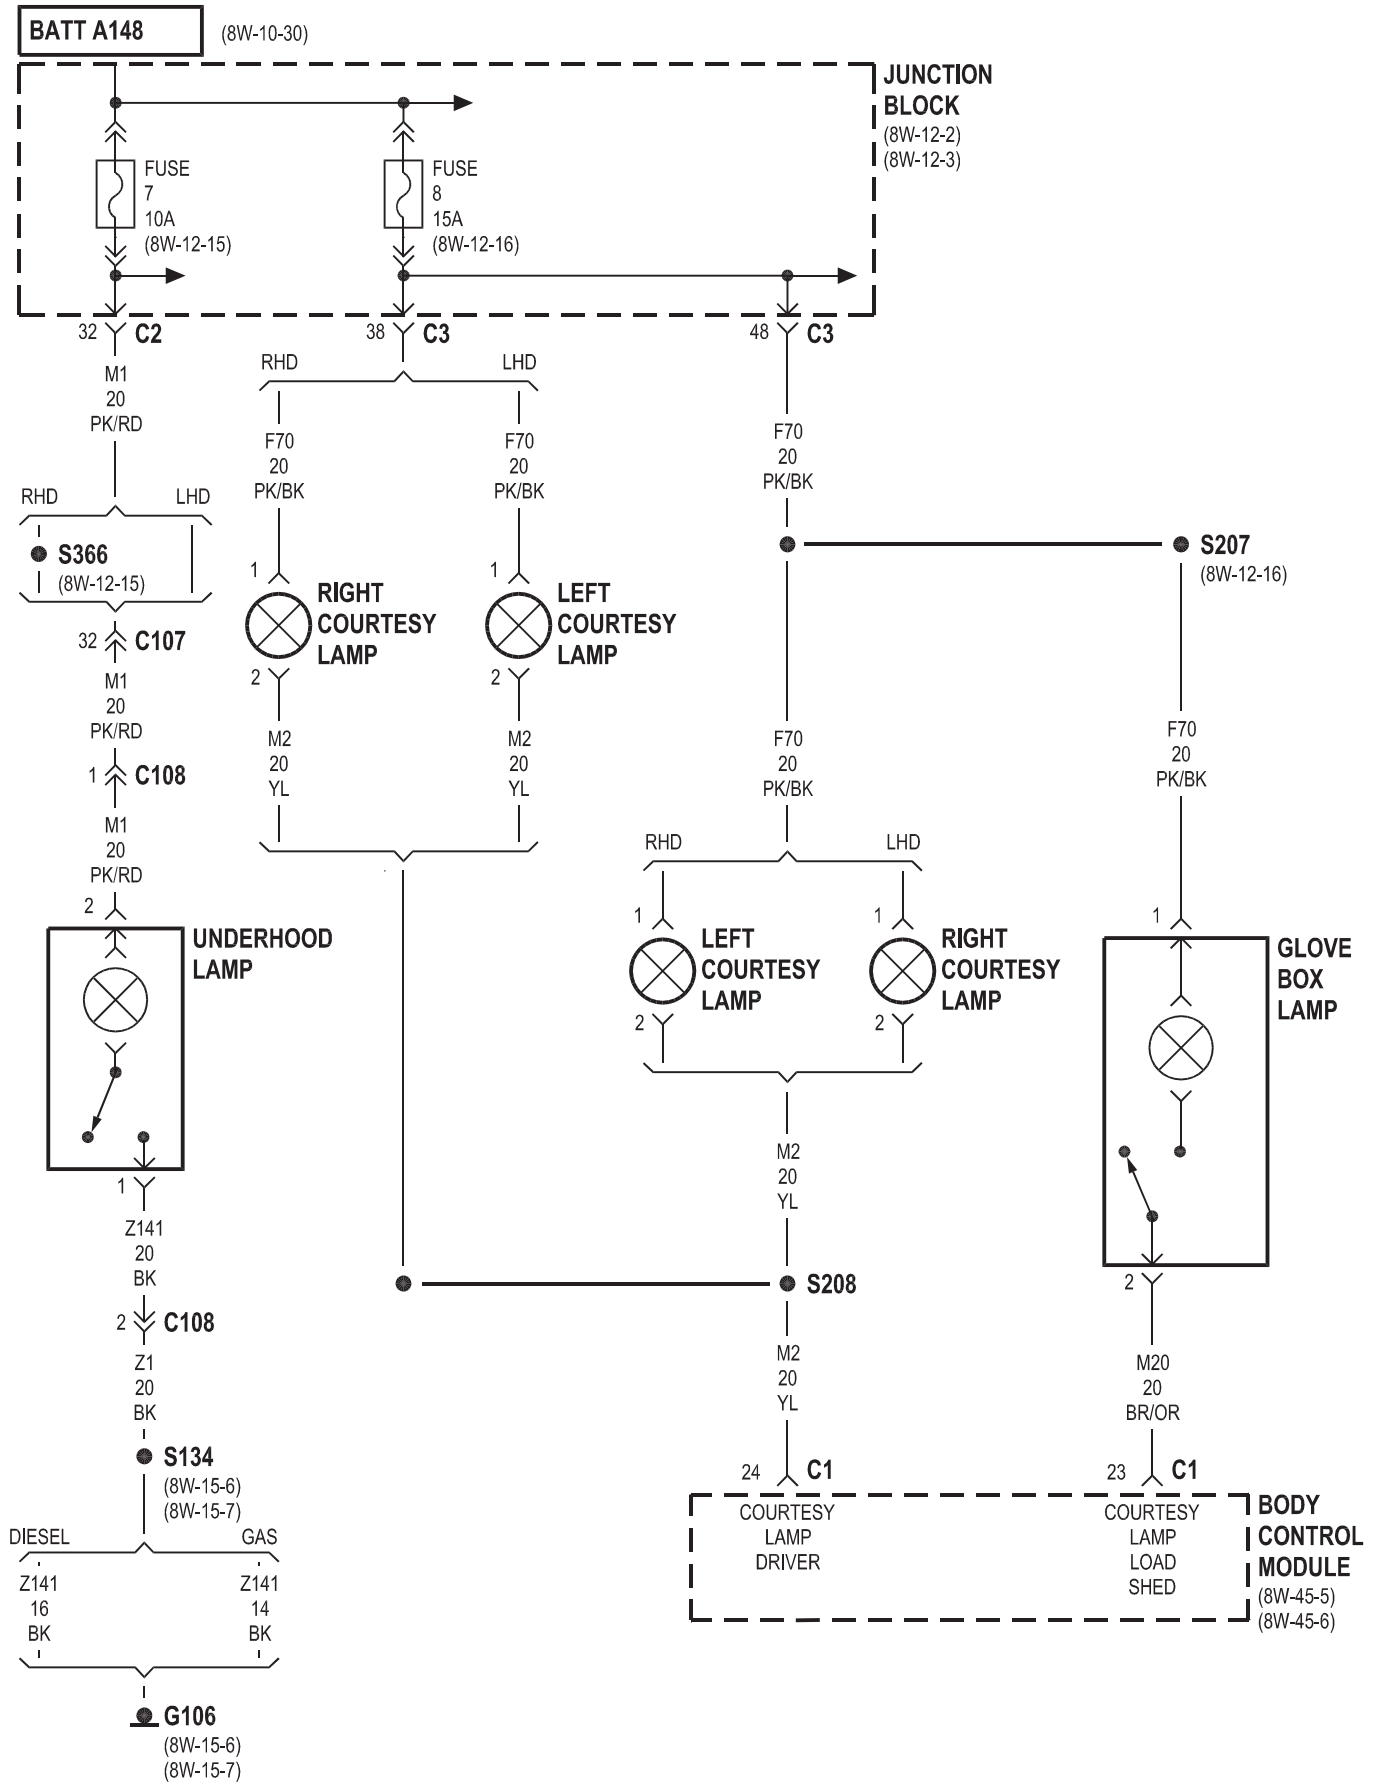 BATT A148
(8W-10-30)
JUNCTION
BLOCK
(8W-12-2)
(8W-12-3)
FUSE
7
10A
(8W-12-15)
FUSE
8
15A
(8W-12-16)
32
C2
38
C3
48
C3
M1
20
PK/RD
RHD
LHD
F70
20
PK/BK
F70
20
PK/BK
F70
20
PK/BK
RHD
LHD
S366
(8W-12-15)
S207
(8W-12-16)
1
RIGHT
COURTESY
LAMP
2
1
LEFT
COURTESY
LAMP
2
32
C107
M1
20
PK/RD
1
C108
M1
20
PK/RD
M2
20
YL
M2
20
YL
F70
20
PK/BK
F70
20
PK/BK
RHD
LHD
2
UNDERHOOD
LAMP
1
1
LEFT
COURTESY
LAMP
2
1
RIGHT
COURTESY
LAMP
2
1
GLOVE
BOX
LAMP
2
M2
20
YL
Z141
20
BK
S208
2
C108
Z1
20
BK
M2
20
YL
M20
20
BR/OR
S134
(8W-15-6)
(8W-15-7)
24
C1
23
C1
COURTESY
LAMP
DRIVER
COURTESY
LAMP
LOAD
SHED
BODY
CONTROL
MODULE
(8W-45-5)
(8W-45-6)
DIESEL
GAS
Z141
16
BK
Z141
14
BK
G106
(8W-15-6)
(8W-15-7)